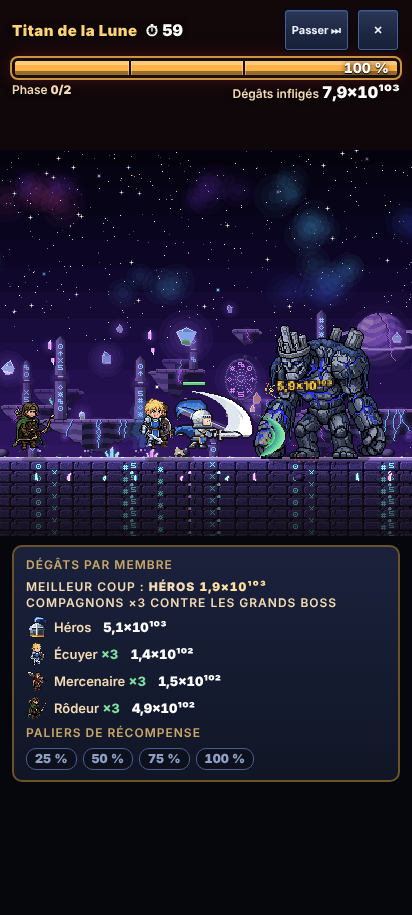 Titan de la Lune ⏱ 59
Passer ⏭
✕
100 %
Phase 0/2
Dégâts infligés 7,9×10¹⁰³
5,9×10¹⁰³
DÉGÂTS PAR MEMBRE
MEILLEUR COUP : HÉROS 1,9×10¹⁰³
COMPAGNONS ×3 CONTRE LES GRANDS BOSS
Héros 5,1×10¹⁰³
Écuyer ×3 1,4×10¹⁰²
Mercenaire ×3 1,5×10¹⁰²
Rôdeur ×3 4,9×10¹⁰²
PALIERS DE RÉCOMPENSE
25 % 50 % 75 % 100 %